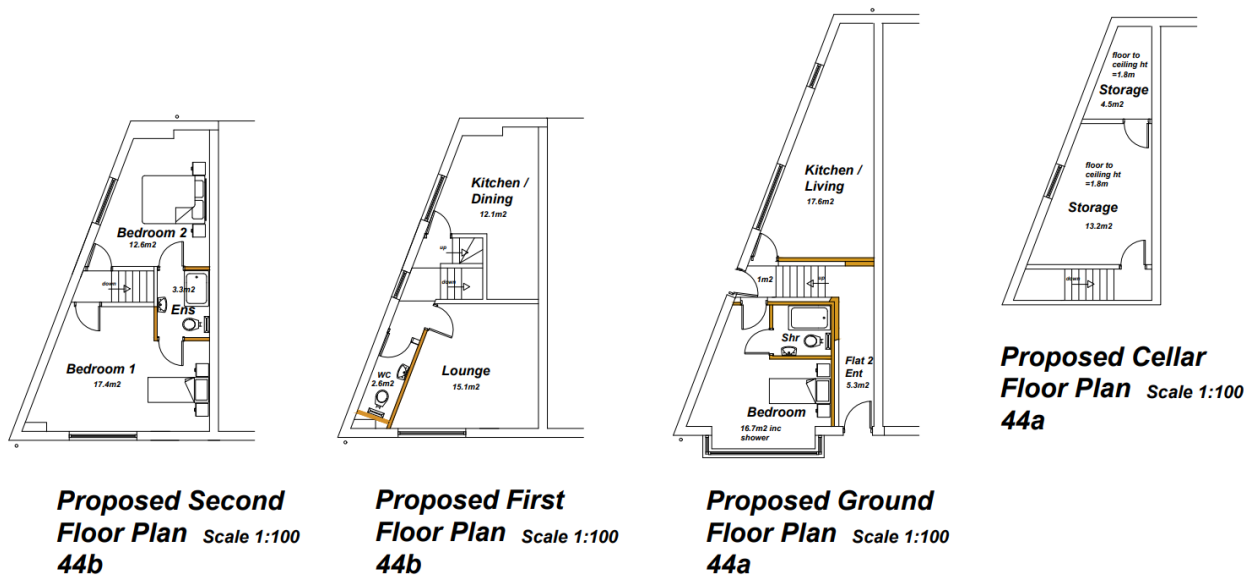 Bedroom 2
12.6m2
down
3.3m2
Ens
Bedroom 1
17.4m2
Proposed Second
Floor Plan Scale 1:100
44b
Kitchen /
Dining
12.1m2
up
down
WC
2.6m2
Lounge
15.1m2
Proposed First
Floor Plan Scale 1:100
44b
Kitchen /
Living
17.6m2
1m2
up
Shr
Flat 2
Ent
5.3m2
Bedroom
16.7m2 inc
shower
Proposed Ground
Floor Plan Scale 1:100
44a
floor to
ceiling ht
=1.8m
Storage
4.5m2
floor to
ceiling ht
=1.8m
Storage
13.2m2
down
Proposed Cellar
Floor Plan Scale 1:100
44a